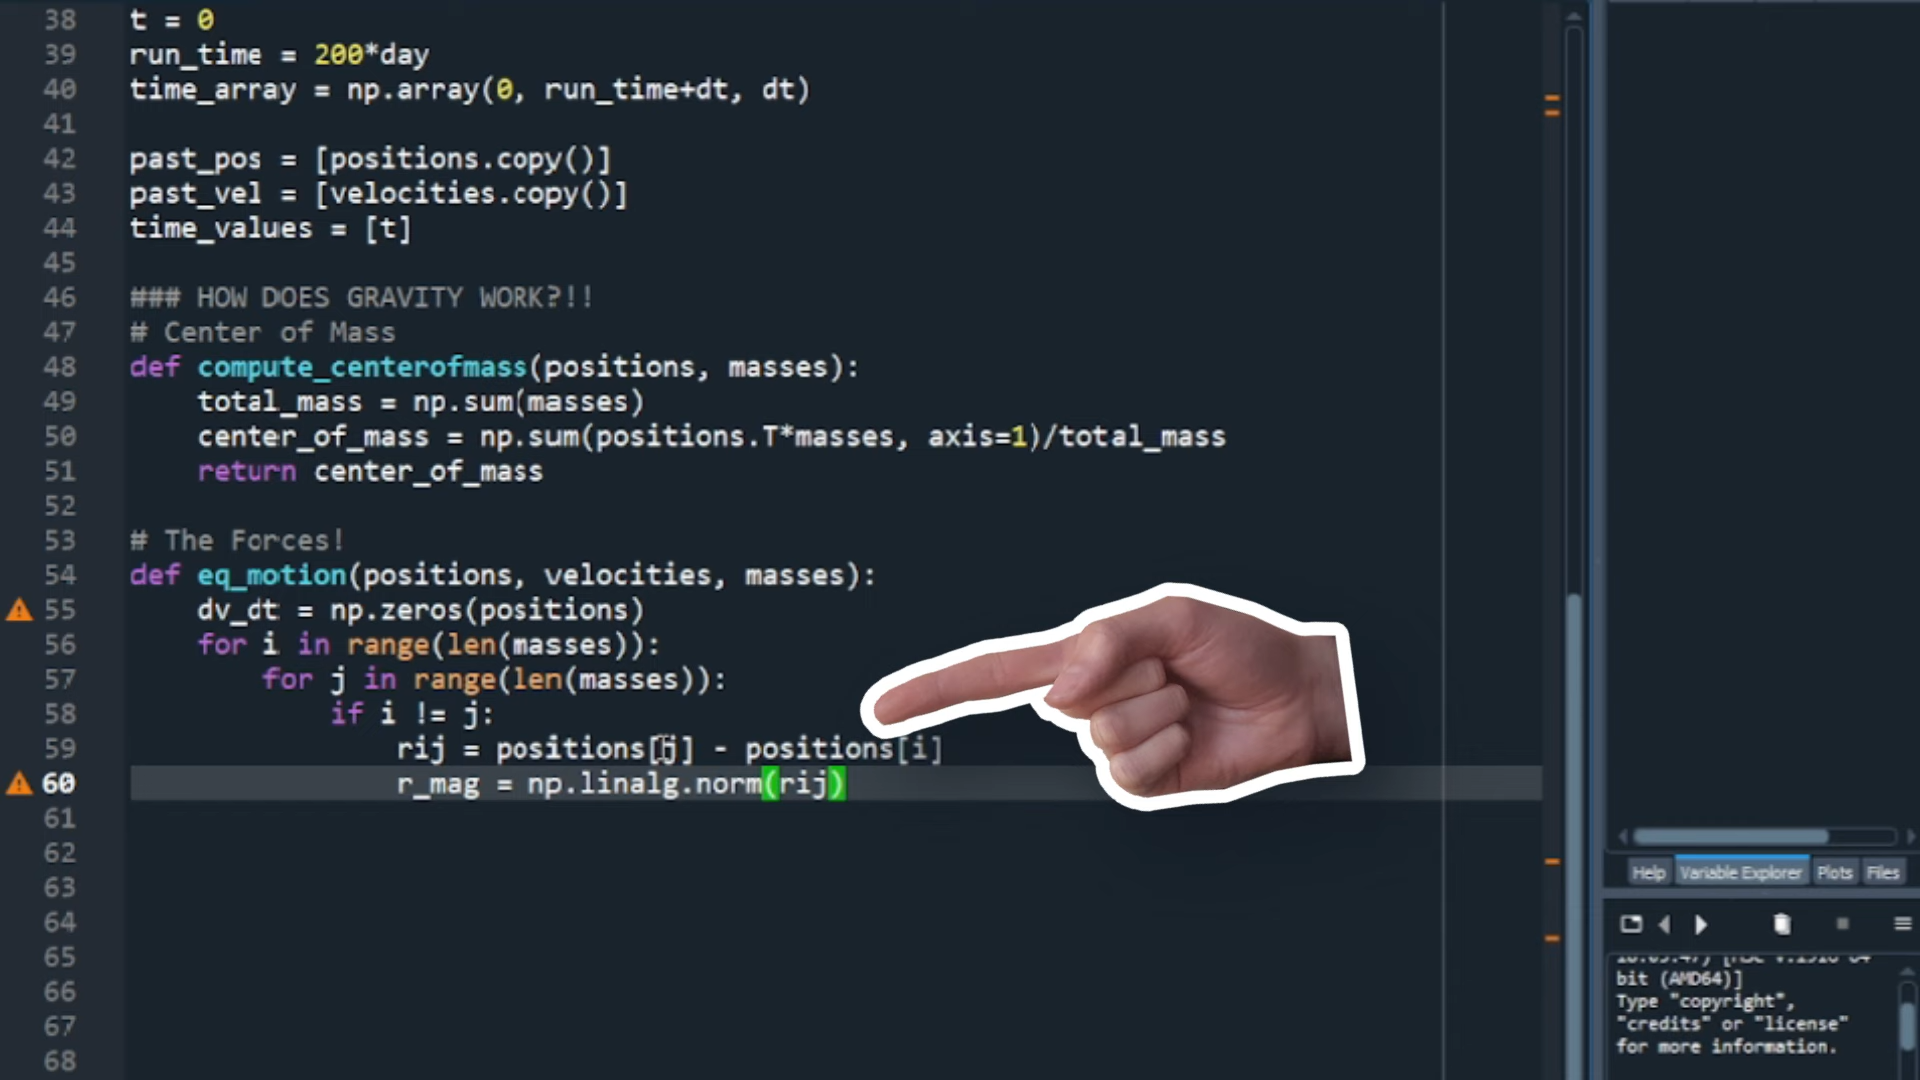 38 t = 0
39 run_time = 200*day
40 time_array = np.array(0, run_time+dt, dt)
41
42 past_pos = [positions.copy()]
43 past_vel = [velocities.copy()]
44 time_values = [t]
45
46 ### HOW DOES GRAVITY WORK?!!
47 # Center of Mass
48 def compute_centerofmass(positions, masses):
49 total_mass = np.sum(masses)
50 center_of_mass = np.sum(positions.T*masses, axis=1)/total_mass
51 return center_of_mass
52
53 # The Forces!
54 def eq_motion(positions, velocities, masses):
55 dv_dt = np.zeros(positions)
56 for i in range(len(masses)):
57 for j in range(len(masses)):
58 if i != j:
59 rij = positions[j] - positions[i]
60 r_mag = np.linalg.norm(rij)
61
62
63
64
65
66
67
68
Help Variable Explorer Plots Files
bit (AMD64)]
Type "copyright",
"credits" or "license"
for more information.